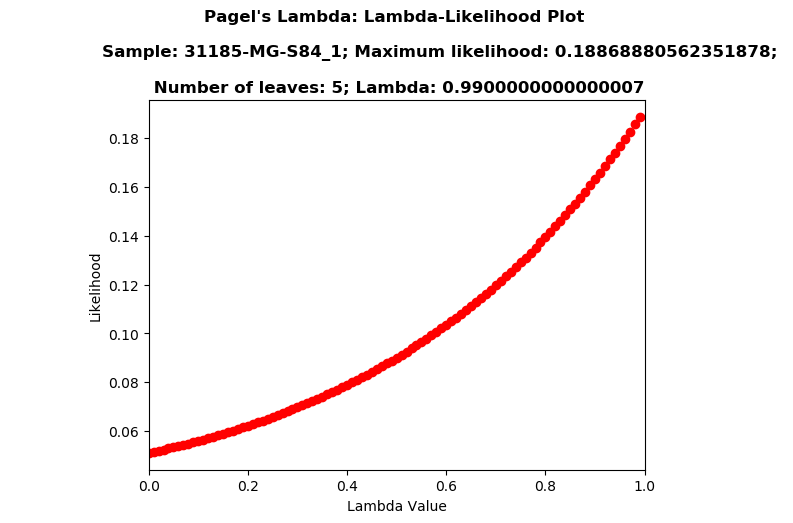 Pagel's Lambda: Lambda-Likelihood Plot
Sample: 31185-MG-S84_1; Maximum likelihood: 0.18868880562351878;
Number of leaves: 5; Lambda: 0.9900000000000007
0.18
0.16
0.14
0.12
0.10
0.08
0.06
Likelihood
0.0 0.2 0.4 0.6 0.8 1.0
Lambda Value